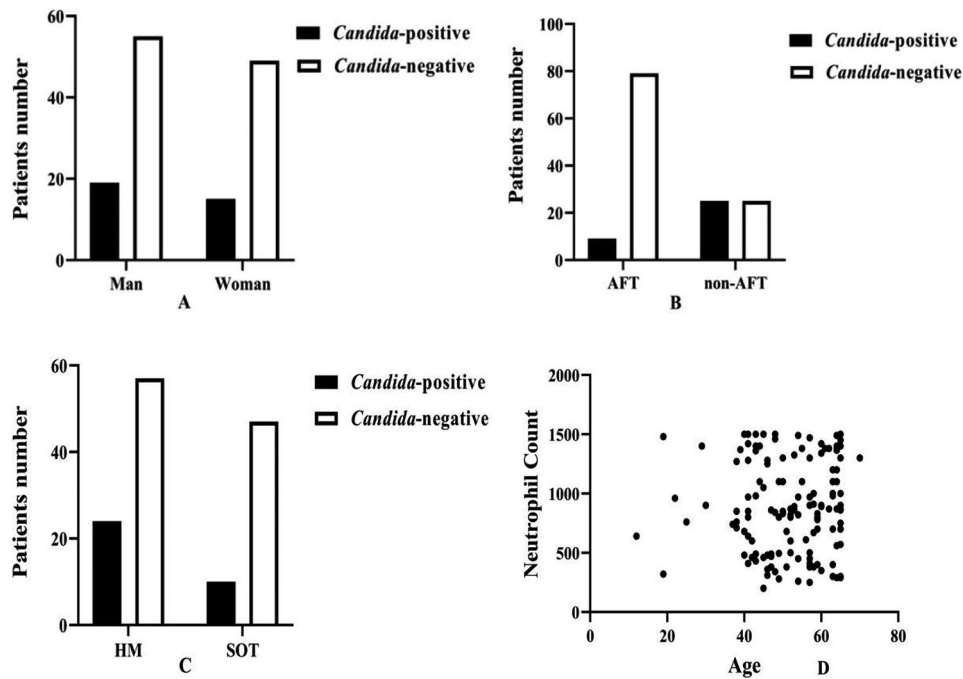 60
40
20
0
Patients number
Candida-positive
Candida-negative
Man Woman
A
100
80
60
40
20
0
Patients number
Candida-positive
Candida-negative
AFT non-AFT
B
60
40
20
0
Patients number
Candida-positive
Candida-negative
HM SOT
C
2000
1500
1000
500
0
Neutrophil Count
0 20 40 60 80
Age D